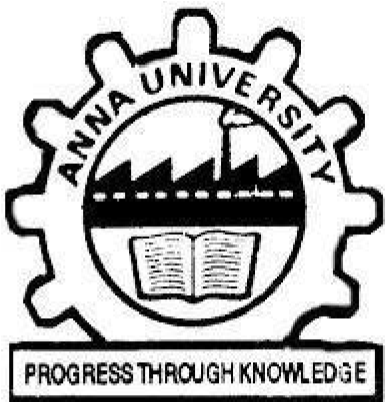 ANNA UNIVERSITY
PROGRESS THROUGH KNOWLEDGE